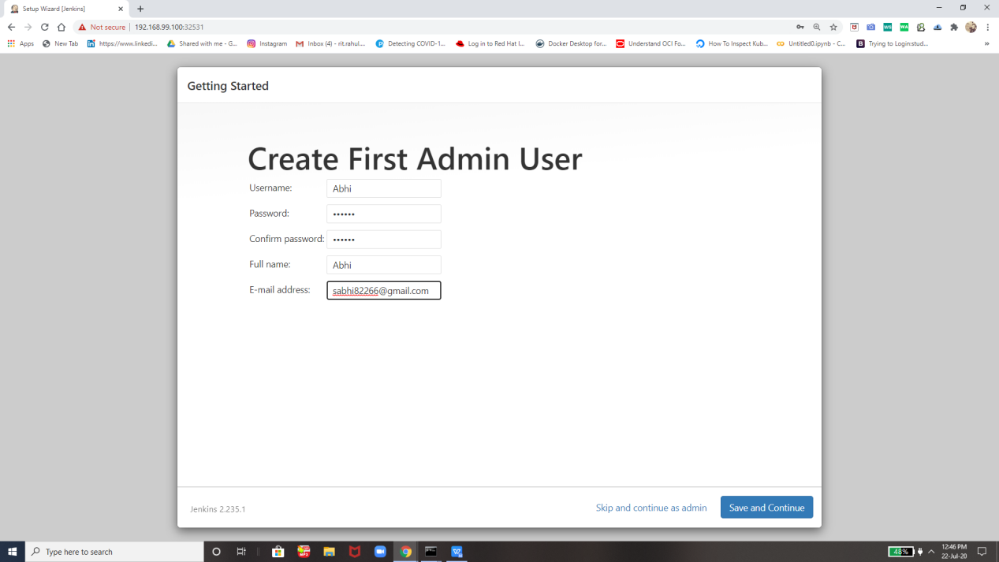 Setup Wizard [Jenkins]
Not secure | 192.168.99.100:32531
Apps New Tab https://www.linkedi... Shared with me - G... Instagram Inbox (4) - rit.rahul... Detecting COVID-1... Log in to Red Hat I... Docker Desktop for... Understand OCI Fo... How To Inspect Kub... Untitled0.ipynb - C... Trying to Login:stud... »
Getting Started
Create First Admin User
Username: Abhi
Password: ••••••
Confirm password: ••••••
Full name: Abhi
E-mail address: sabhi82266@gmail.com
Jenkins 2.235.1 Skip and continue as admin Save and Continue
Type here to search 48% 12:46 PM
22-Jul-20